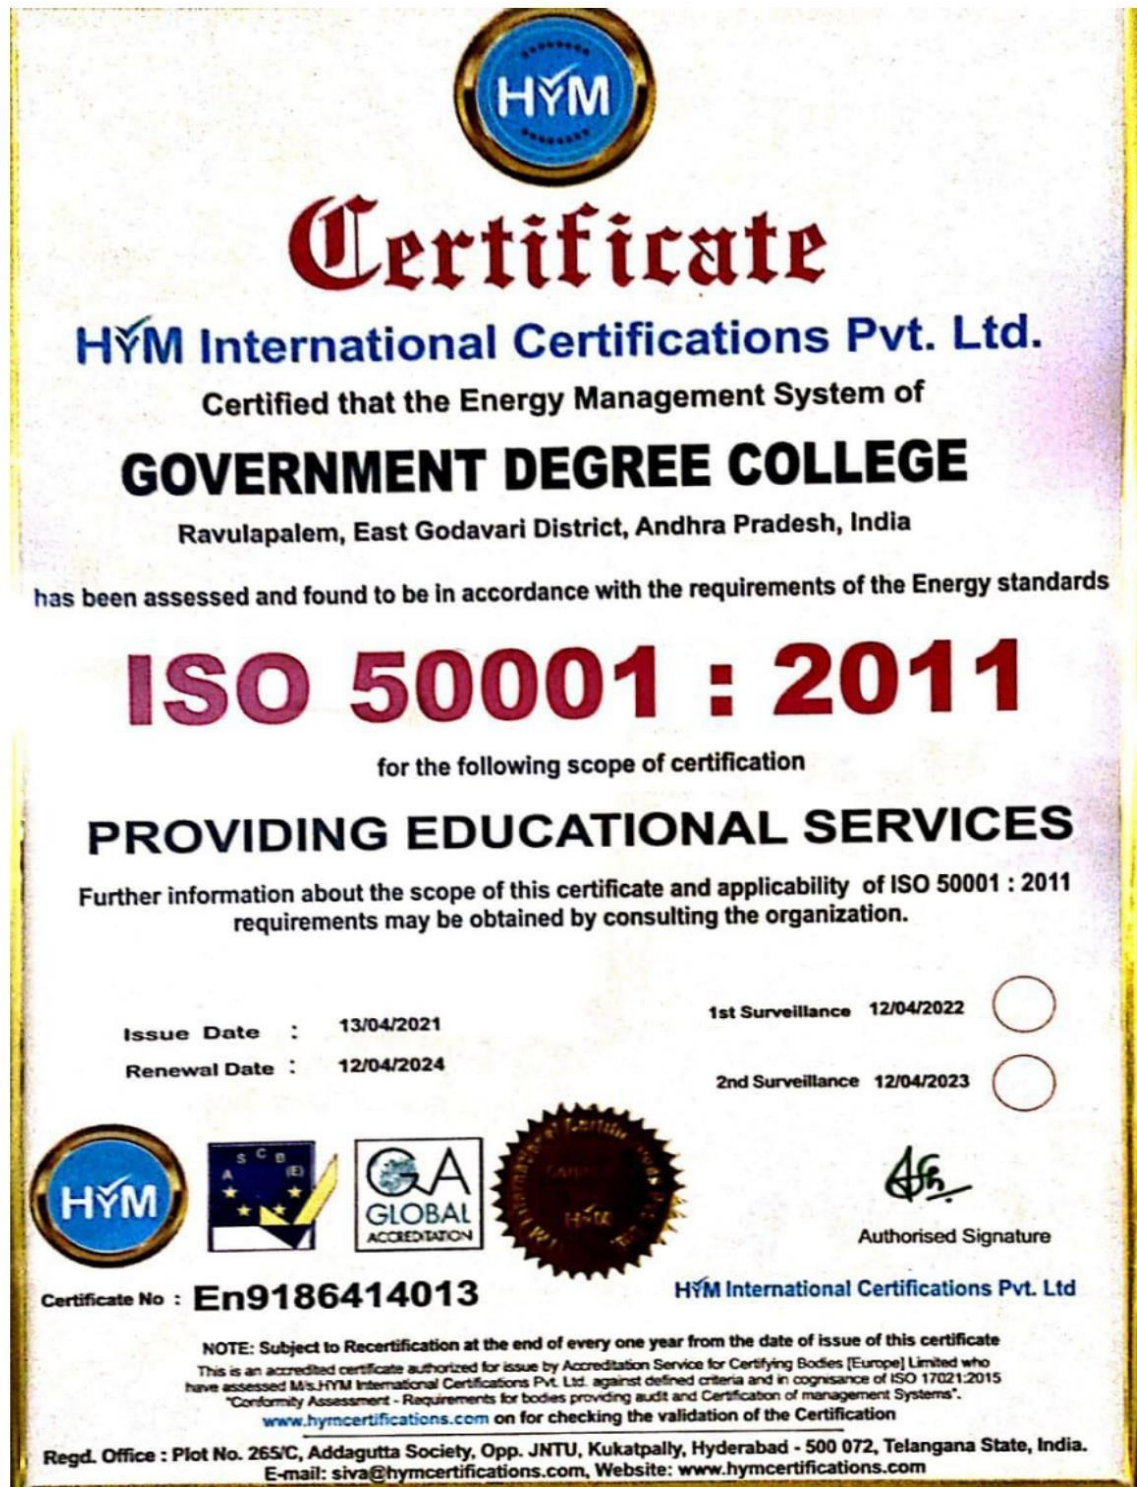 HYM
Certificate
HYM International Certifications Pvt. Ltd.
Certified that the Energy Management System of
GOVERNMENT DEGREE COLLEGE
Ravulapalem, East Godavari District, Andhra Pradesh, India
has been assessed and found to be in accordance with the requirements of the Energy standards
ISO 50001 : 2011
for the following scope of certification
PROVIDING EDUCATIONAL SERVICES
Further information about the scope of this certificate and applicability of ISO 50001 : 2011
requirements may be obtained by consulting the organization.
Issue Date : 13/04/2021
1st Surveillance 12/04/2022
Renewal Date : 12/04/2024
2nd Surveillance 12/04/2023
HYM
A S C B (E)
GA
GLOBAL
ACCREDITATION
HYM
Authorised Signature
Certificate No : En9186414013
HYM International Certifications Pvt. Ltd
NOTE: Subject to Recertification at the end of every one year from the date of issue of this certificate
This is an accredited certificate authorized for issue by Accreditation Service for Certifying Bodies [Europe] Limited who
have assessed M/s.HYM International Certifications Pvt. Ltd. against defined criteria and in cognisance of ISO 17021:2015
"Conformity Assessment - Requirements for bodies providing audit and Certification of management Systems".
www.hymcertifications.com on for checking the validation of the Certification
Regd. Office : Plot No. 265/C, Addagutta Society, Opp. JNTU, Kukatpally, Hyderabad - 500 072, Telangana State, India.
E-mail: siva@hymcertifications.com, Website: www.hymcertifications.com